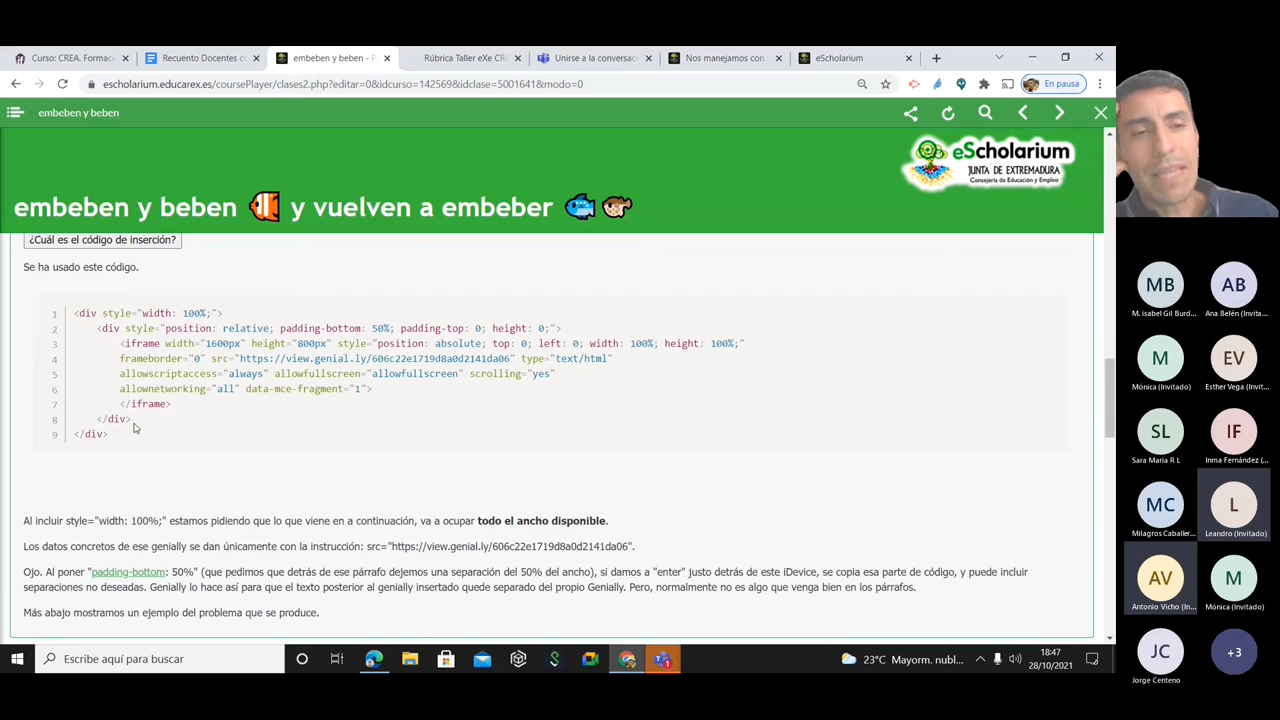 Curso: CREA. Formació
Recuento Docentes c
embeben y beben - P
Rúbrica Taller eXe CR
Unirse a la conversac
Nos manejamos con
eScholarium
escholarium.educarex.es/coursePlayer/clases2.php?editar=0&idcurso=142569&idclase=5001641&modo=0
En pausa
embeben y beben
eScholarium
JUNTA DE EXTREMADURA
Consejería de Educación y Empleo
embeben y beben y vuelven a embeber
¿Cuál es el código de inserción?
Se ha usado este código.
1 <div style="width: 100%;">
2 <div style="position: relative; padding-bottom: 50%; padding-top: 0; height: 0;">
3 <iframe width="1600px" height="800px" style="position: absolute; top: 0; left: 0; width: 100%; height: 100%;"
4 frameborder="0" src="https://view.genial.ly/606c22e1719d8a0d2141da06" type="text/html"
5 allowscriptaccess="always" allowfullscreen="allowfullscreen" scrolling="yes"
6 allownetworking="all" data-mce-fragment="1">
7 </iframe>
8 </div>
9 </div>
Al incluir style="width: 100%;" estamos pidiendo que lo que viene en a continuación, va a ocupar todo el ancho disponible.
Los datos concretos de ese genially se dan únicamente con la instrucción: src="https://view.genial.ly/606c22e1719d8a0d2141da06".
Ojo. Al poner "padding-bottom: 50%" (que pedimos que detrás de ese párrafo dejemos una separación del 50% del ancho), si damos a "enter" justo detrás de este iDevice, se copia esa parte de código, y puede incluir
separaciones no deseadas. Genially lo hace así para que el texto posterior al genially insertado quede separado del propio Genially. Pero, normalmente no es algo que venga bien en los párrafos.
Más abajo mostramos un ejemplo del problema que se produce.
MB
AB
M. isabel Gil Burd...
Ana Belén (Invita...
M
EV
Mónica (Invitado)
Esther Vega (Invit...
SL
IF
Sara Maria R L
Inma Fernández (...
MC
L
Milagros Caballer...
Leandro (Invitado)
AV
M
Antonio Vicho (In...
Mónica (Invitado)
JC
+3
Jorge Centeno
Escribe aquí para buscar
23°C Mayorm. nubl...
18:47
28/10/2021